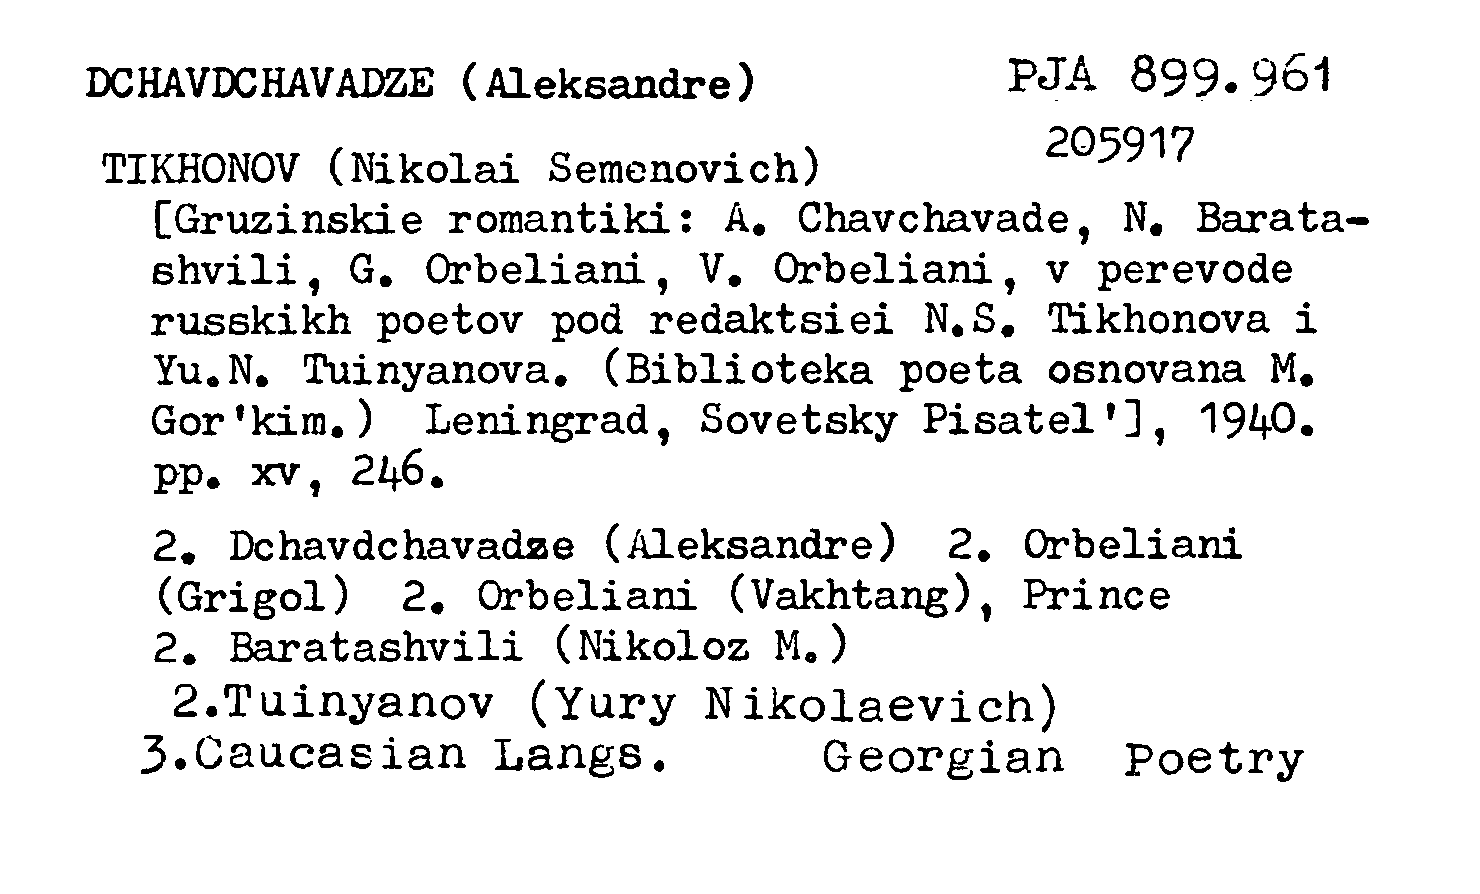 DCHAVDCHAVADZE (Aleksandre) PJA 899.961
205917
TIKHONOV (Nikolai Semenovich)
[Gruzinskie romantiki: A. Chavchavade, N. Barata-
shvili, G. Orbeliani, V. Orbeliani, v perevode
russkikh poetov pod redaktsiei N.S. Tikhonova i
Yu.N. Tuinyanova. (Biblioteka poeta osnovana M.
Gor'kim.) Leningrad, Sovetsky Pisatel'], 1940.
pp. xv, 246.
2. Dchavdchavadze (Aleksandre) 2. Orbeliani
(Grigol) 2. Orbeliani (Vakhtang), Prince
2. Baratashvili (Nikoloz M.)
2.Tuinyanov (Yury Nikolaevich)
3.Caucasian Langs. Georgian Poetry